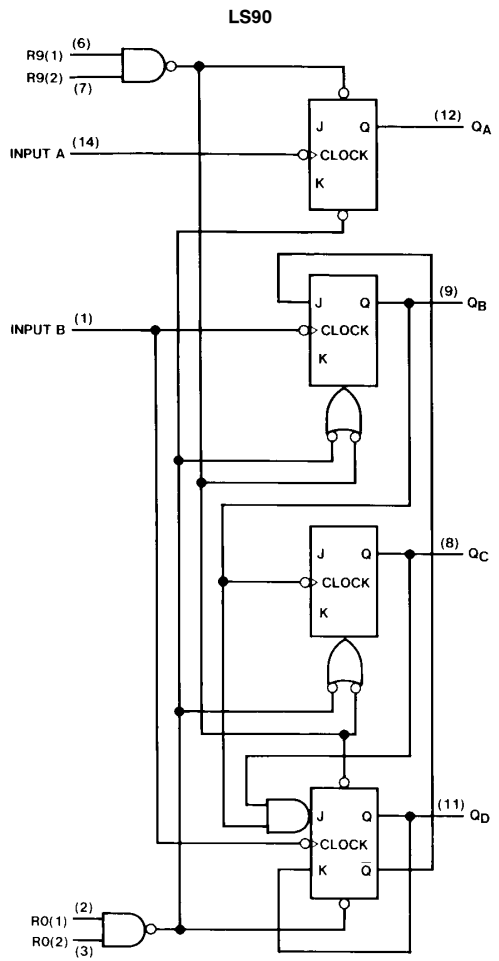 LS90
R9(1) (6)
R9(2) (7)
J Q (12) QA
INPUT A (14) CLOCK
K
J Q (9) QB
INPUT B (1) CLOCK
K
J Q (8) QC
CLOCK
K
J Q (11) QD
CLOCK
K Q̅
R0(1) (2)
R0(2) (3)